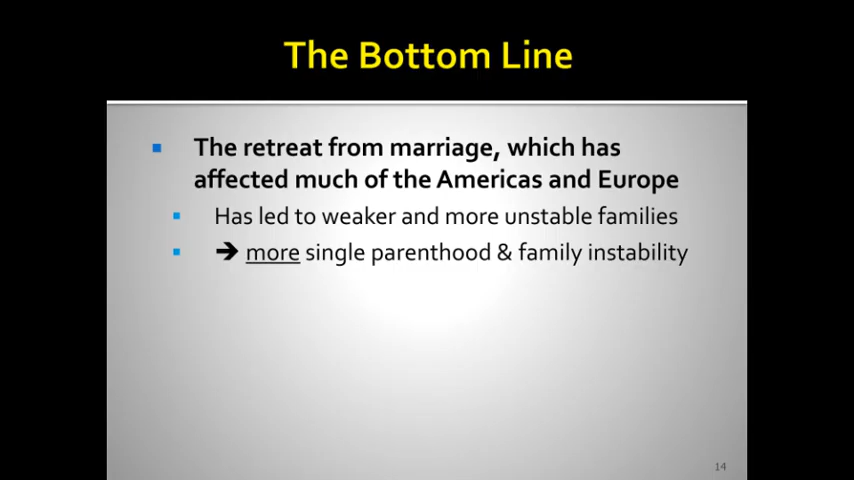 The Bottom Line
The retreat from marriage, which has
affected much of the Americas and Europe
Has led to weaker and more unstable families
➔ more single parenthood & family instability
14